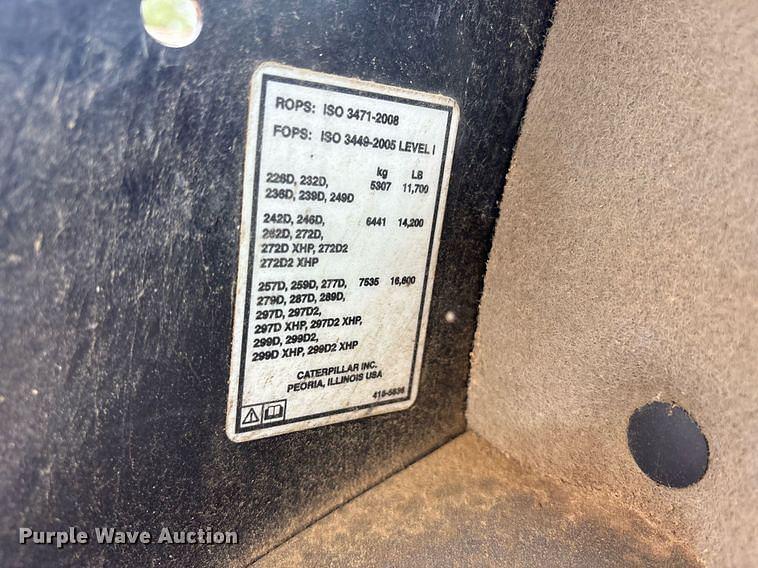 ROPS: ISO 3471-2008
FOPS: ISO 3449-2005 LEVEL I
kg LB
226D, 232D, 5307 11,700
236D, 239D, 249D
242D, 246D, 6441 14,200
262D, 272D,
272D XHP, 272D2
272D2 XHP
257D, 259D, 277D, 7535 16,600
279D, 287D, 289D,
297D, 297D2,
297D XHP, 297D2 XHP,
299D, 299D2,
299D XHP, 299D2 XHP
CATERPILLAR INC.
PEORIA, ILLINOIS USA
Purple Wave Auction